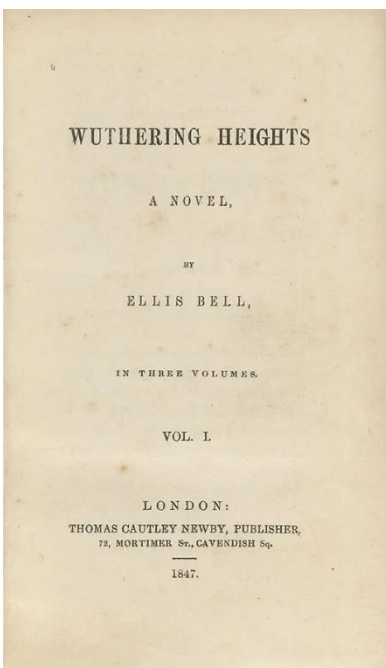 WUTHERING HEIGHTS
A NOVEL,
BY
ELLIS BELL,
IN THREE VOLUMES.
VOL. I.
LONDON:
THOMAS CAUTLEY NEWBY, PUBLISHER,
72, MORTIMER St., CAVENDISH Sq.
1847.